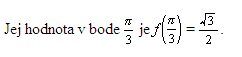 Jej hodnota v bode π/3 je f(π/3) = √3/2 .